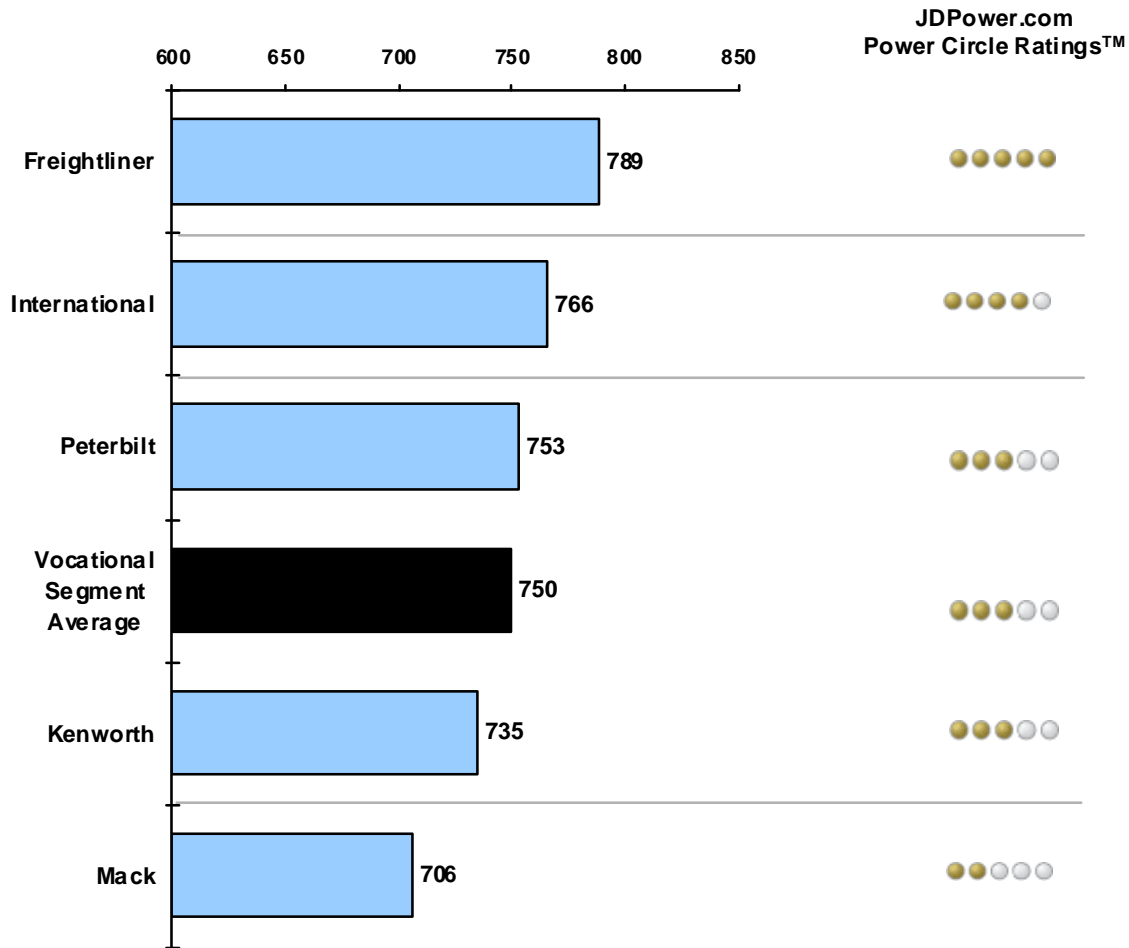 JDPower.com
Power Circle Ratings™
600 650 700 750 800 850
Freightliner 789
International 766
Peterbilt 753
Vocational
Segment
Average
750
Kenworth 735
Mack 706